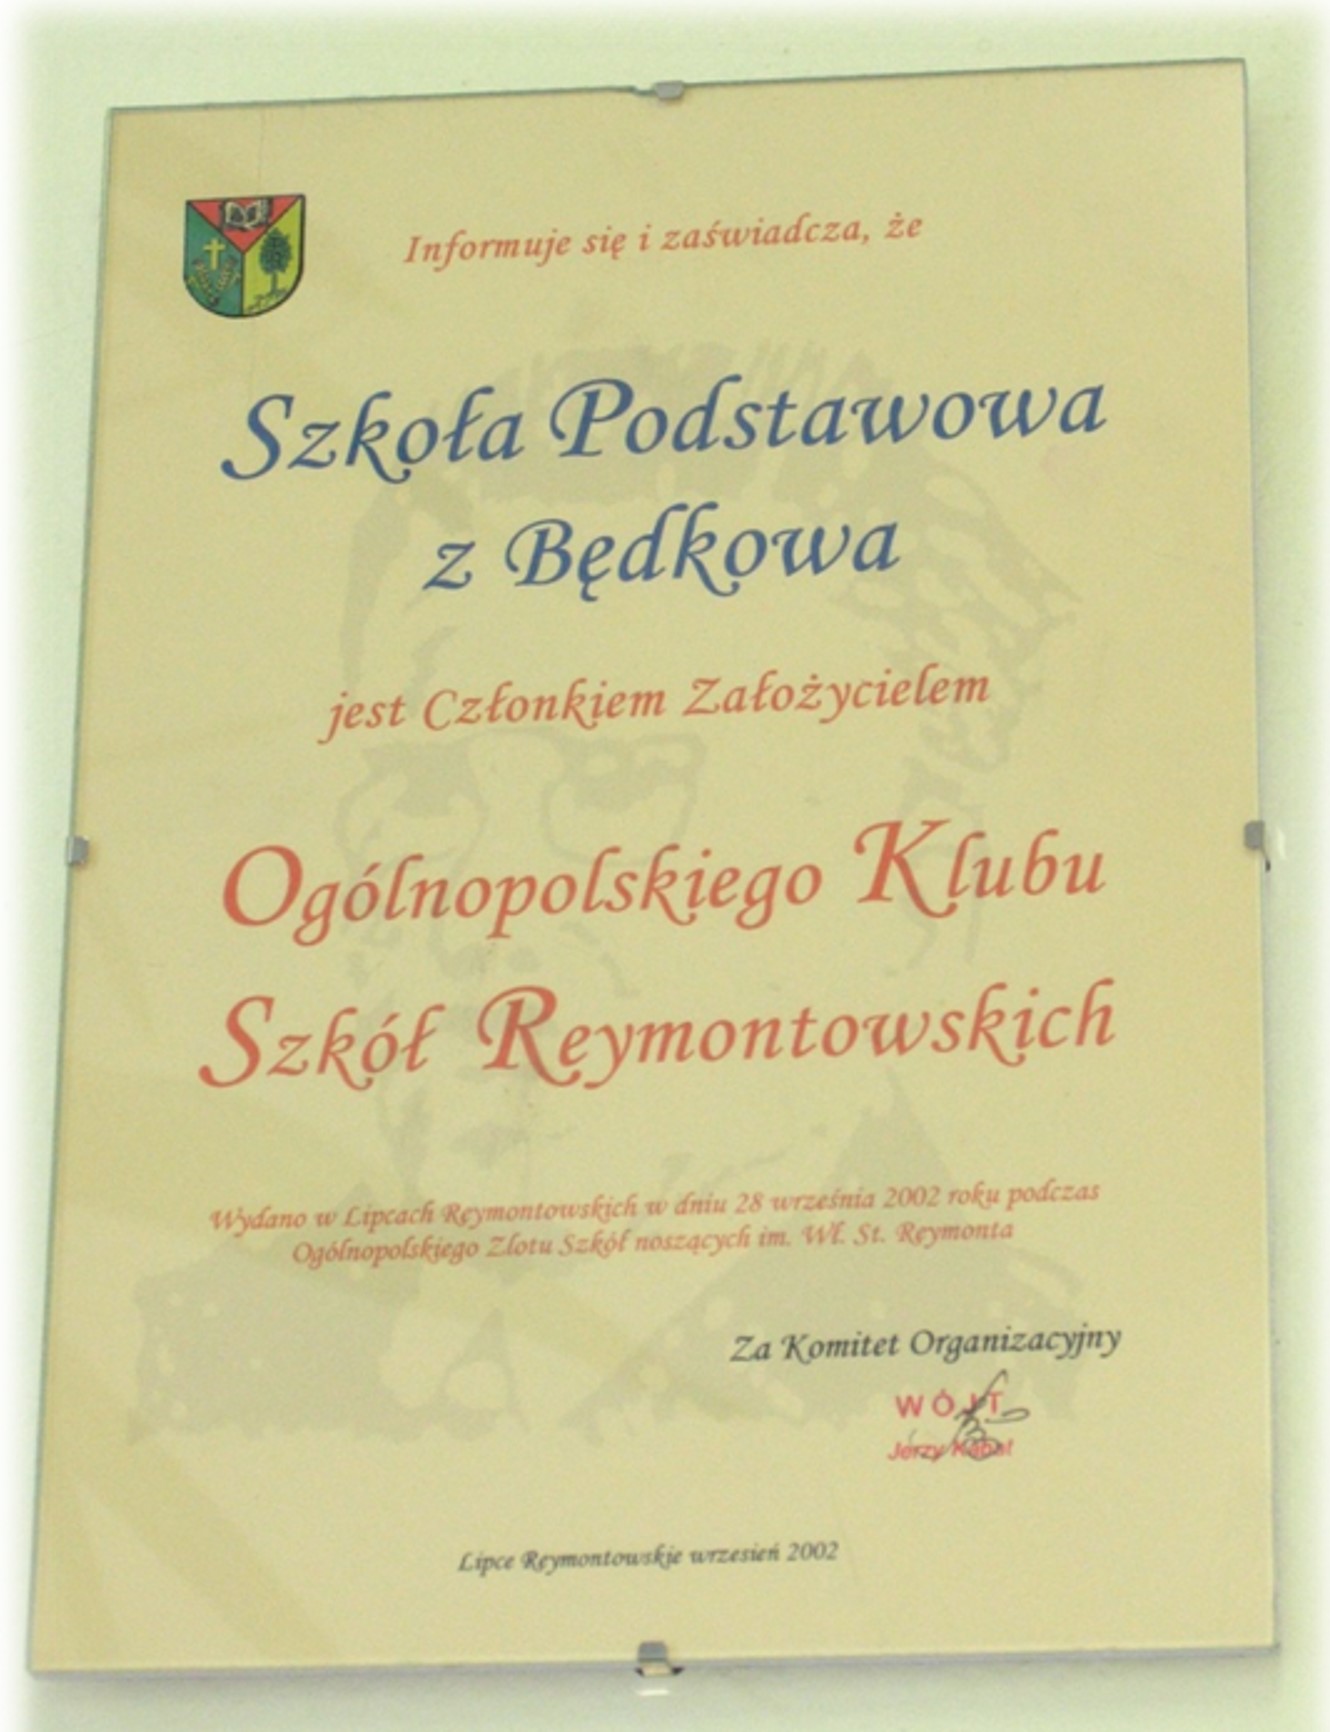 Informuje się i zaświadcza, że
Szkoła Podstawowa
z Będkowa
jest Członkiem Założycielem
Ogólnopolskiego Klubu
Szkół Reymontowskich
Wydano w Lipcach Reymontowskich w dniu 28 września 2002 roku podczas
Ogólnopolskiego Zlotu Szkół noszących im. Wł. St. Reymonta
Za Komitet Organizacyjny
WÓJT
Jerzy
Lipce Reymontowskie wrzesień 2002